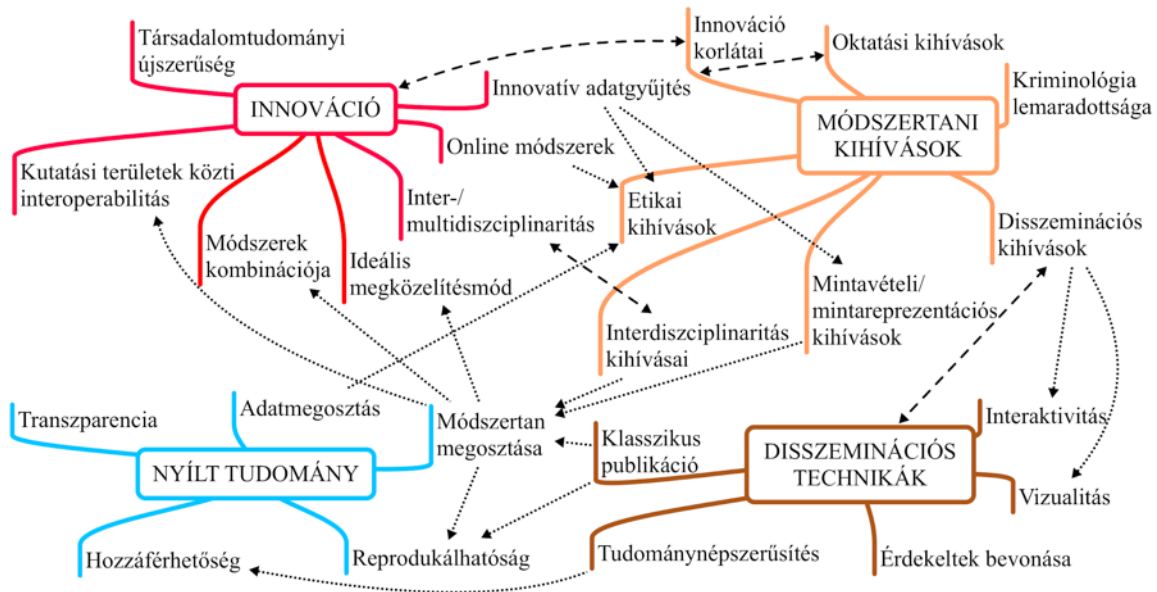 Társadalomtudományi
újszerűség
INNOVÁCIÓ
Innovatív adatgyűjtés
Online módszerek
Kutatási területek közti
interoperabilitás
Inter-/
multidiszciplinaritás
Módszerek
kombinációja
Ideális
megközelítésmód
Innováció
korlátai
Oktatási kihívások
Kriminológia
lemaradottsága
MÓDSZERTANI
KIHÍVÁSOK
Etikai
kihívások
Disszeminációs
kihívások
Mintavételi/
mintareprezentációs
kihívások
Interdiszciplinaritás
kihívásai
Transzparencia
Adatmegosztás
Módszertan
megosztása
NYÍLT TUDOMÁNY
Hozzáférhetőség
Reprodukálhatóság
Klasszikus
publikáció
DISSZEMINÁCIÓS
TECHNIKÁK
Interaktivitás
Vizualitás
Tudománynépszerűsítés
Érdekeltek bevonása